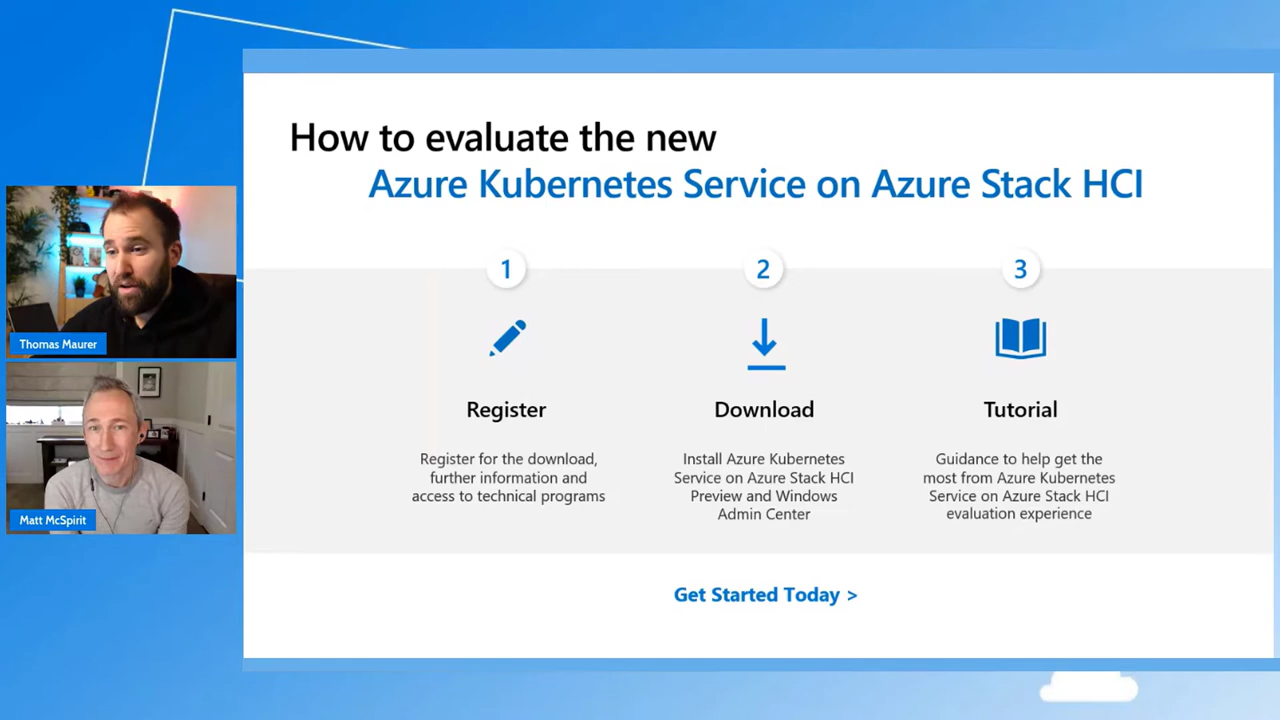 How to evaluate the new
Azure Kubernetes Service on Azure Stack HCI
1
2
3
Register
Download
Tutorial
Register for the download,
further information and
access to technical programs
Install Azure Kubernetes
Service on Azure Stack HCI
Preview and Windows
Admin Center
Guidance to help get the
most from Azure Kubernetes
Service on Azure Stack HCI
evaluation experience
Get Started Today >
Thomas Maurer
Matt McSpirit